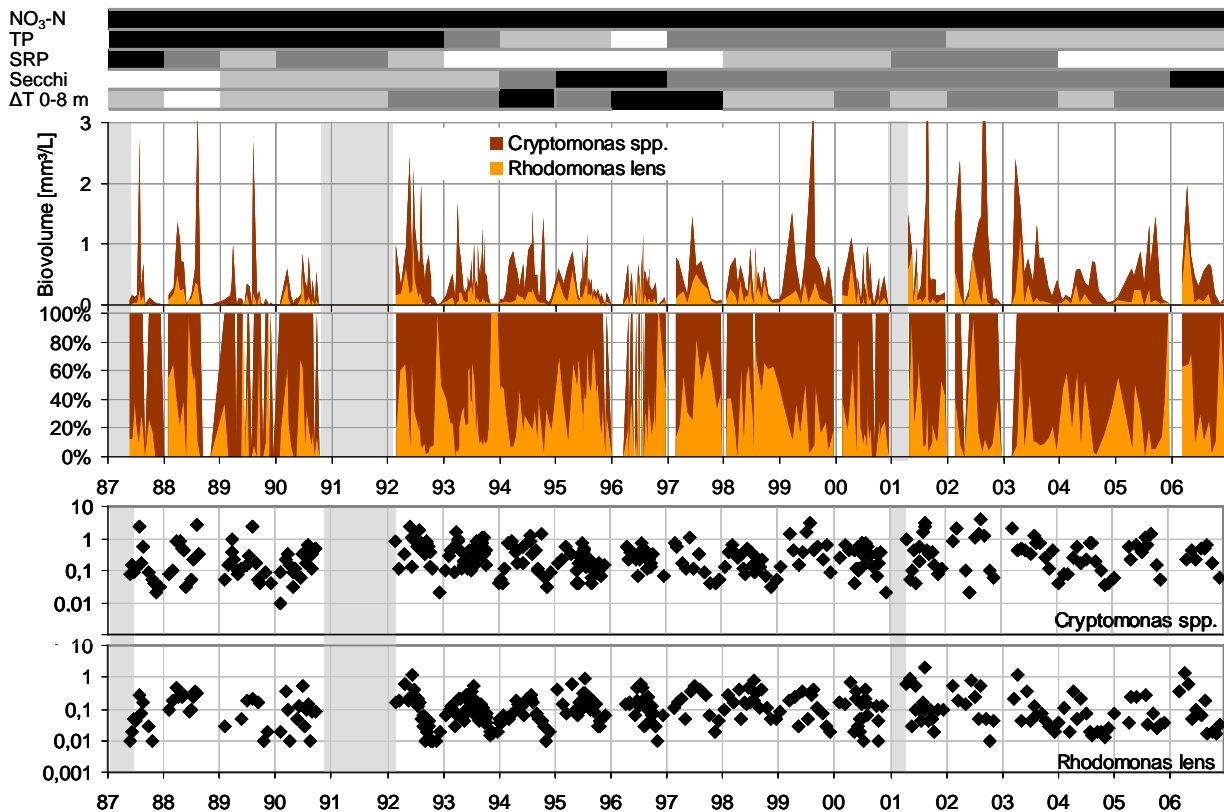 NO₃-N
TP
SRP
Secchi
ΔT 0-8 m
3
2
1
0
Biovolume [mm³/L]
Cryptomonas spp.
Rhodomonas lens
100%
80%
60%
40%
20%
0%
87 88 89 90 91 92 93 94 95 96 97 98 99 00 01 02 03 04 05 06
10
1
0,1
0.01
Cryptomonas spp.
10
1
0,1
0,01
0,001
Rhodomonas lens
87 88 89 90 91 92 93 94 95 96 97 98 99 00 01 02 03 04 05 06